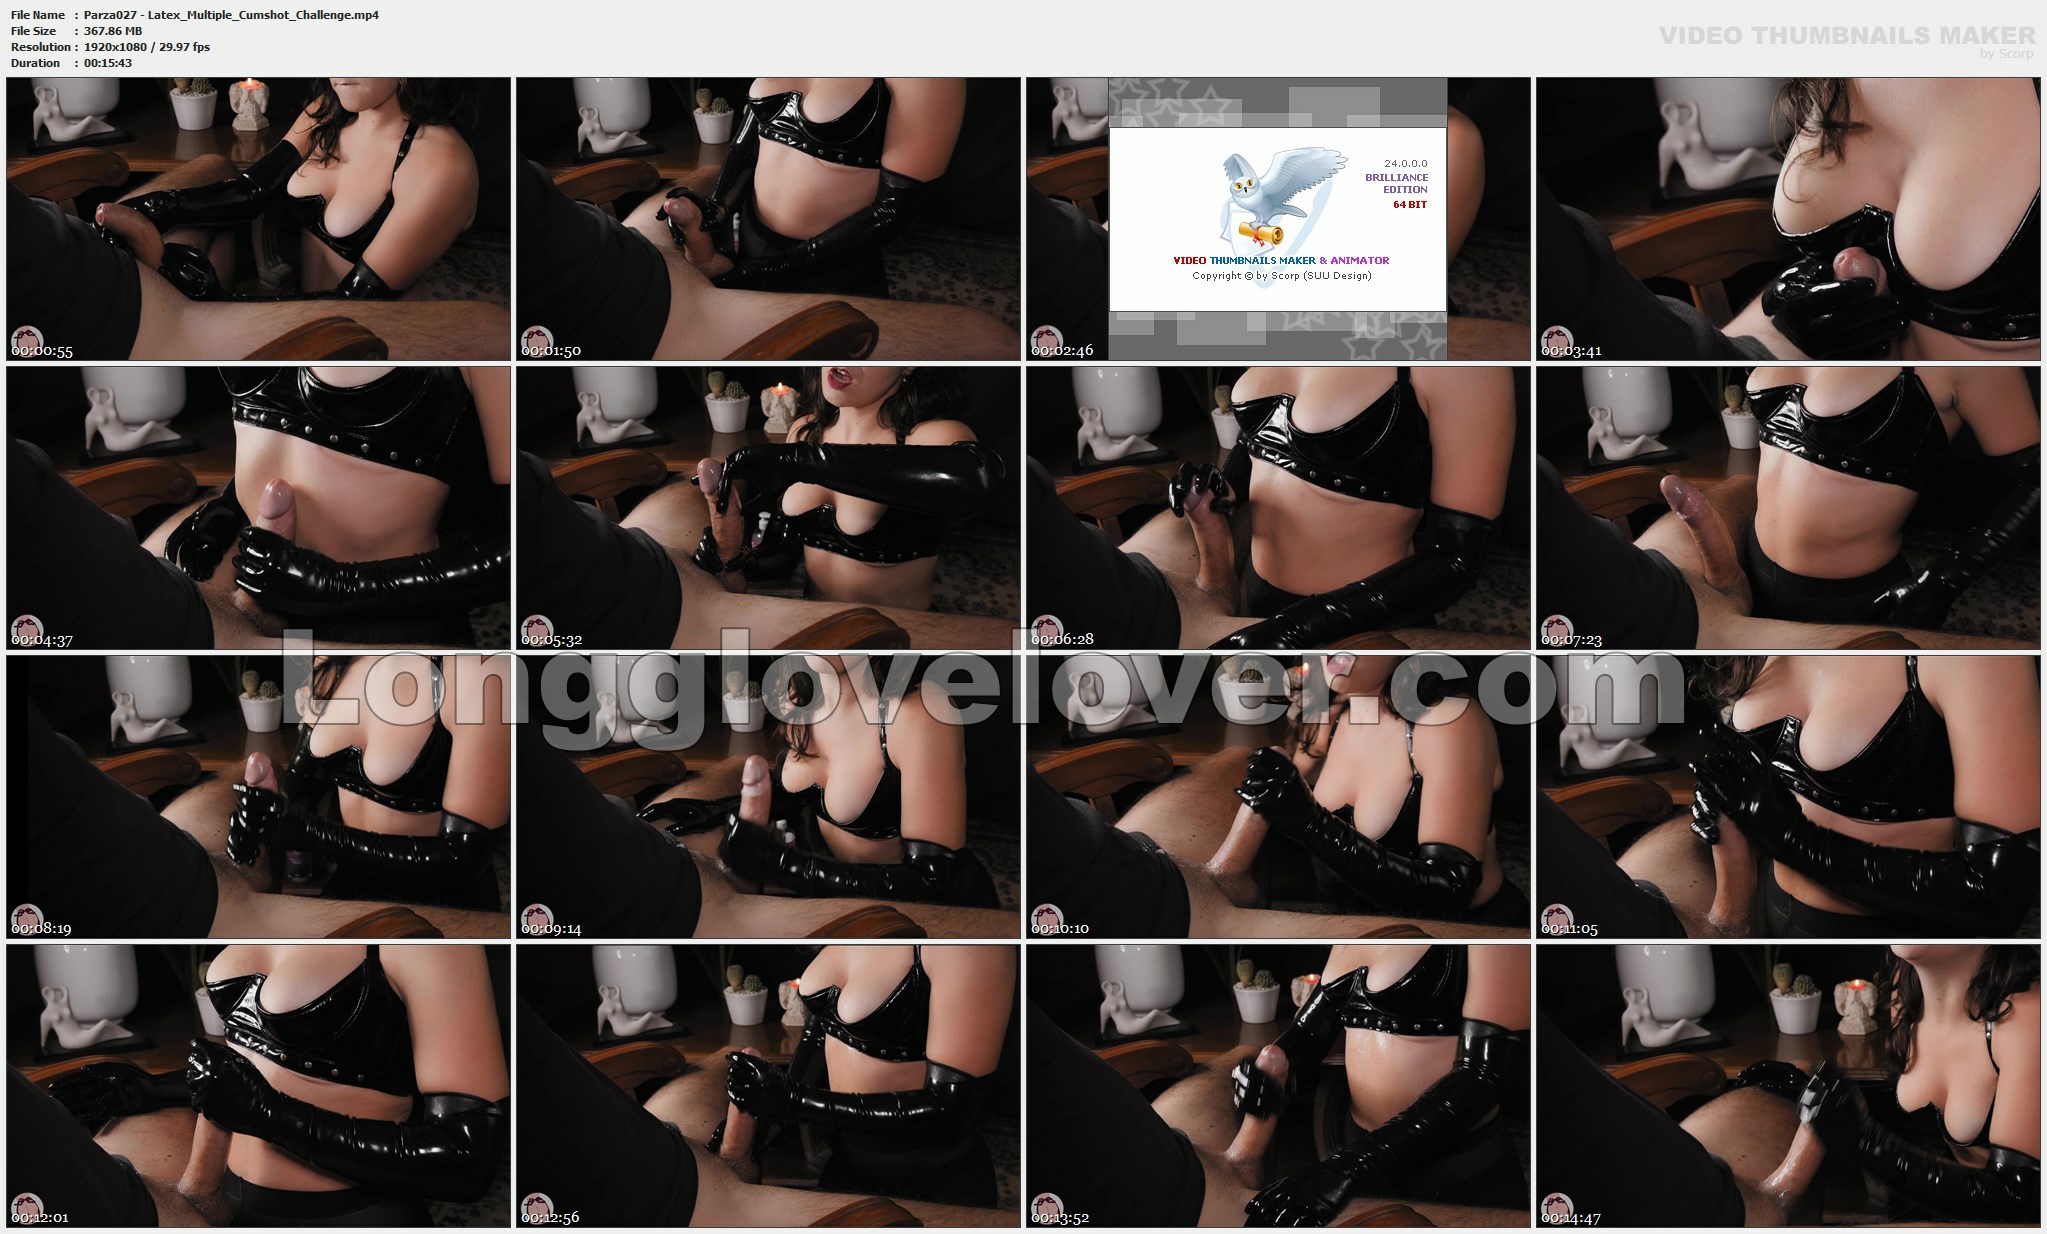 File Name : Parza027 - Latex_Multiple_Cumshot_Challenge.mp4
File Size : 367.86 MB
Resolution : 1920x1080 / 29.97 fps
Duration : 00:15:43
VIDEO THUMBNAILS MAKER
by Scorp
00:00:55
00:01:50
24.0.0.0
BRILLIANCE
EDITION
64 BIT
VIDEO THUMBNAILS MAKER & ANIMATOR
Copyright © by Scorp (SUU Design)
00:02:46
00:03:41
00:04:37
00:05:32
00:06:28
00:07:23
Longglovelover.com
00:08:19
00:09:14
00:10:10
00:11:05
00:12:01
00:12:56
00:13:52
00:14:47